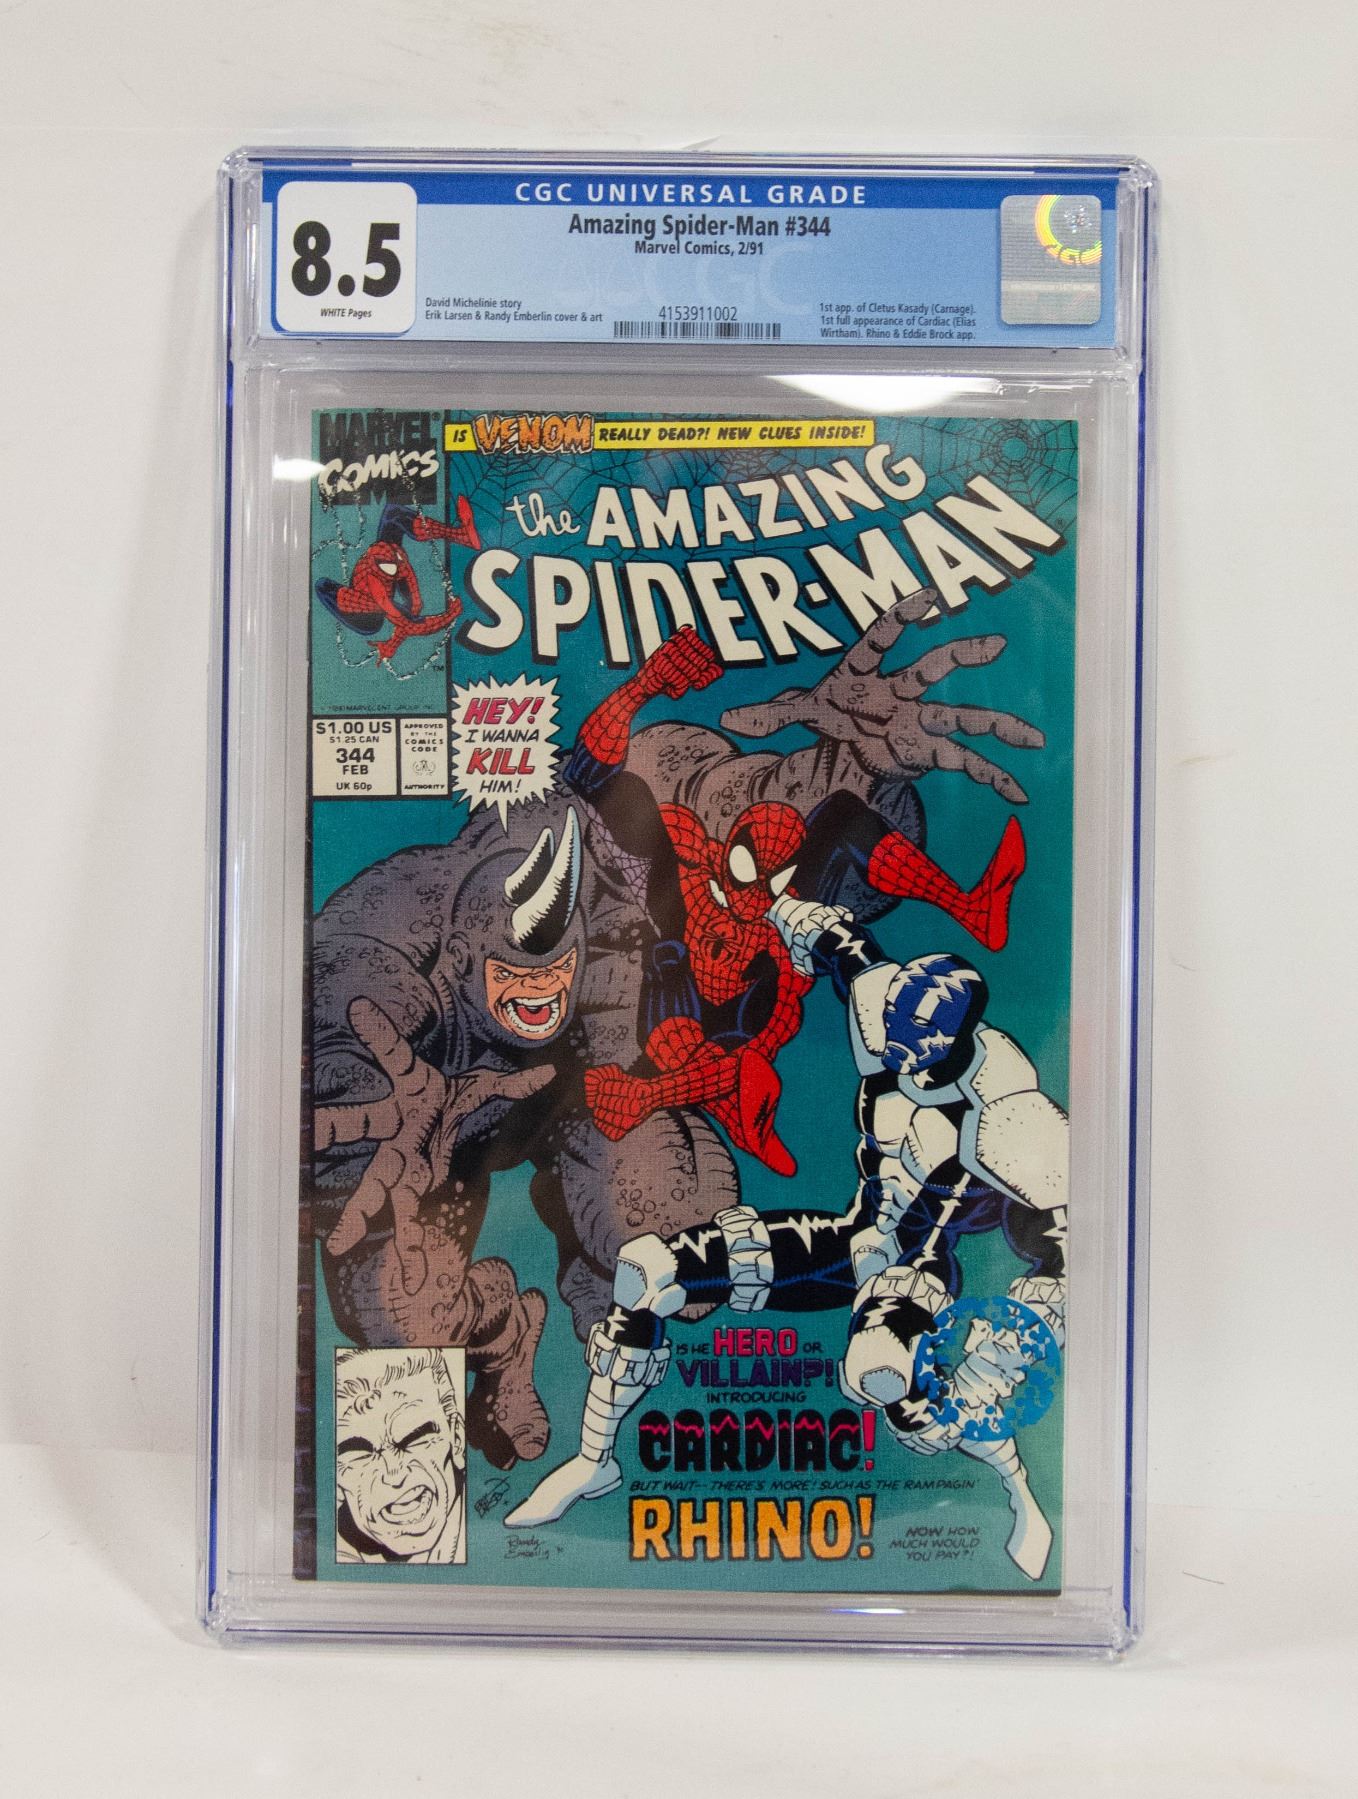 CGC UNIVERSAL GRADE
8.5
WHITE Pages
Amazing Spider-Man #344
Marvel Comics, 2/91
David Michelinie story
Erik Larsen & Randy Emberlin cover & art
4153911002
1st app. of Cletus Kasady (Carnage).
1st full appearance of Cardiac (Elias
Wirtham). Rhino & Eddie Brock app.
MARVEL
COMICS
IS VENOM REALLY DEAD?! NEW CLUES INSIDE!
the AMAZING
SPIDER-MAN
TM
$1.00 US
$1.25 CAN
344
FEB
UK 60p
APPROVED
BY THE
COMICS
CODE
AUTHORITY
HEY!
I WANNA
KILL
HIM!
IS HE HERO OR
VILLAIN?!
INTRODUCING
CARDIAC!
BUT WAIT-- THERE'S MORE! SUCH AS THE RAMPAGIN'
RHINO!
NOW HOW
MUCH WOULD
YOU PAY?!
Randy